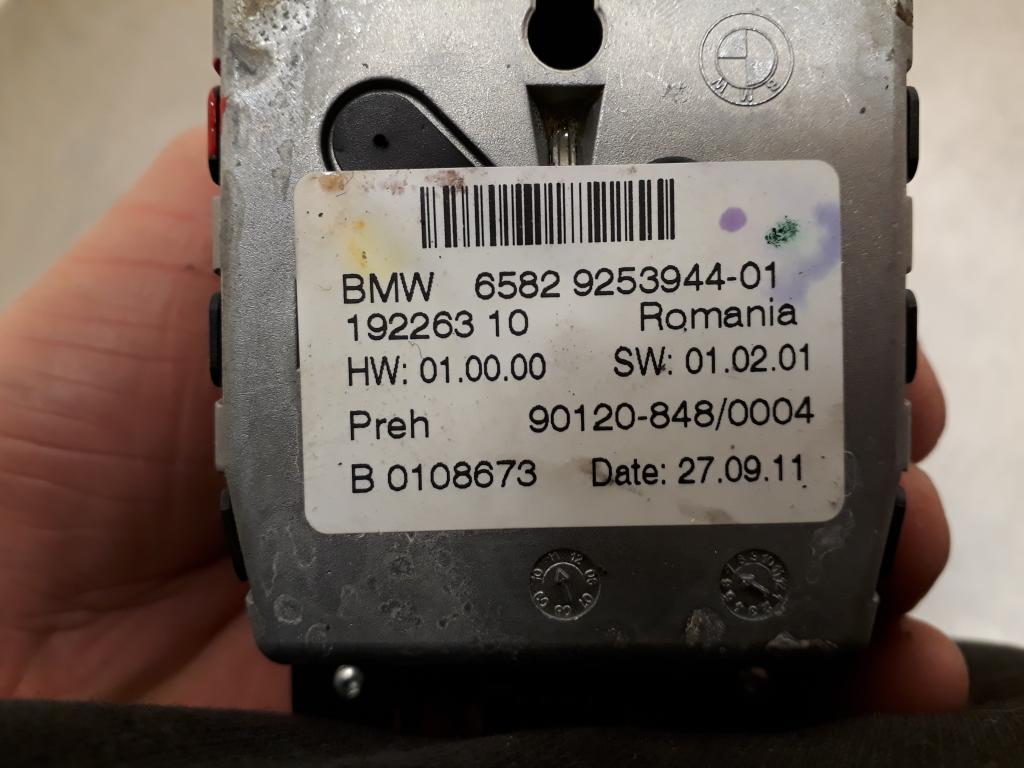 BMW
BMW 6582 9253944-01
192263 10 Romania
HW: 01.00.00 SW: 01.02.01
Preh 90120-848/0004
B 0108673 Date: 27.09.11